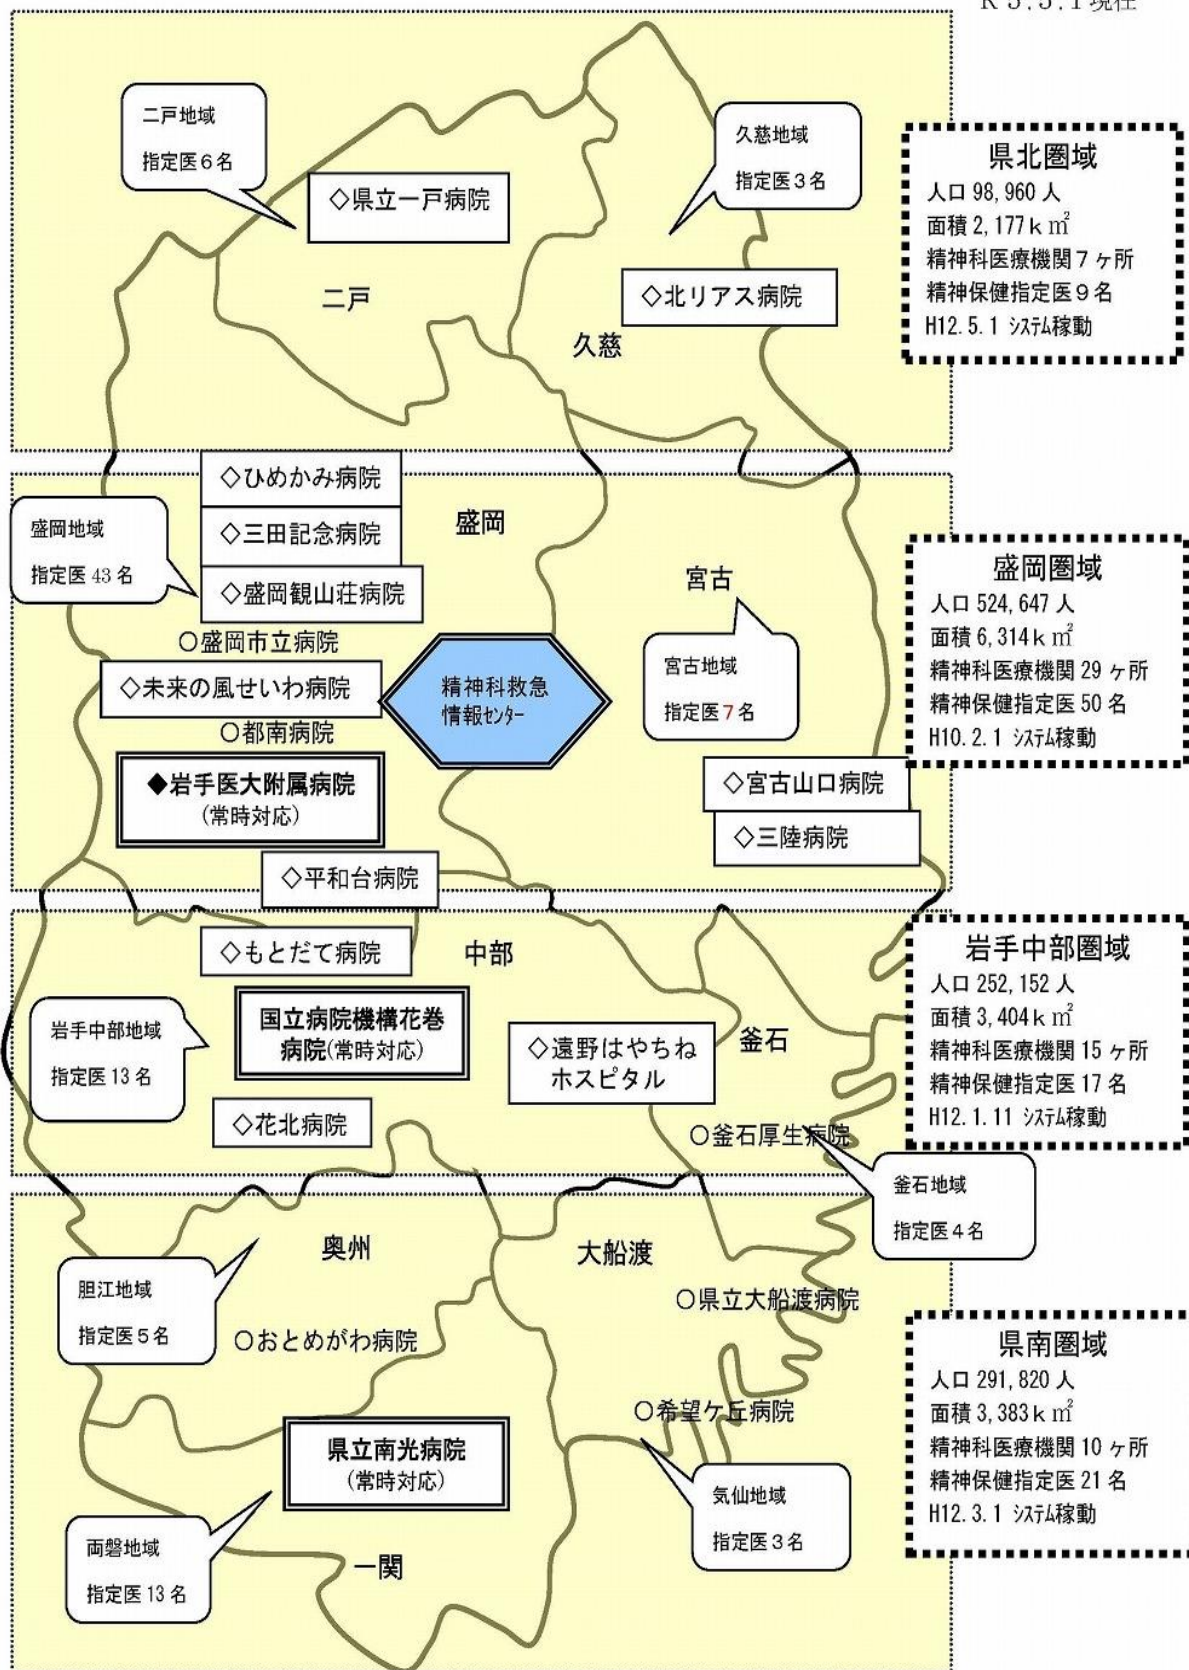 R 5.5.1 現在
二戸地域
指定医6名
◇県立一戸病院
二戸
久慈地域
指定医3名
◇北リアス病院
久慈
県北圏域
人口 98,960 人
面積 2,177k㎡
精神科医療機関 7 ヶ所
精神保健指定医 9 名
H12.5.1 システム稼動
◇ひめかみ病院
盛岡地域
指定医 43 名
◇三田記念病院
盛岡
◇盛岡観山荘病院
○盛岡市立病院
◇未来の風せいわ病院
○都南病院
◆岩手医大附属病院
(常時対応)
精神科救急
情報センター
宮古
宮古地域
指定医7名
◇宮古山口病院
◇三陸病院
◇平和台病院
盛岡圏域
人口 524,647 人
面積 6,314k㎡
精神科医療機関 29 ヶ所
精神保健指定医 50 名
H10.2.1 システム稼動
◇もとだて病院
中部
岩手中部地域
指定医 13 名
国立病院機構花巻
病院(常時対応)
◇花北病院
◇遠野はやちね
ホスピタル
釜石
○釜石厚生病院
釜石地域
指定医4名
岩手中部圏域
人口 252,152 人
面積 3,404k㎡
精神科医療機関 15 ヶ所
精神保健指定医 17 名
H12.1.11 システム稼動
奥州
大船渡
胆江地域
指定医5名
○おとめがわ病院
○県立大船渡病院
○希望ケ丘病院
県立南光病院
(常時対応)
気仙地域
指定医3名
両磐地域
指定医 13 名
一関
県南圏域
人口 291,820 人
面積 3,383k㎡
精神科医療機関 10 ヶ所
精神保健指定医 21 名
H12.3.1 システム稼動